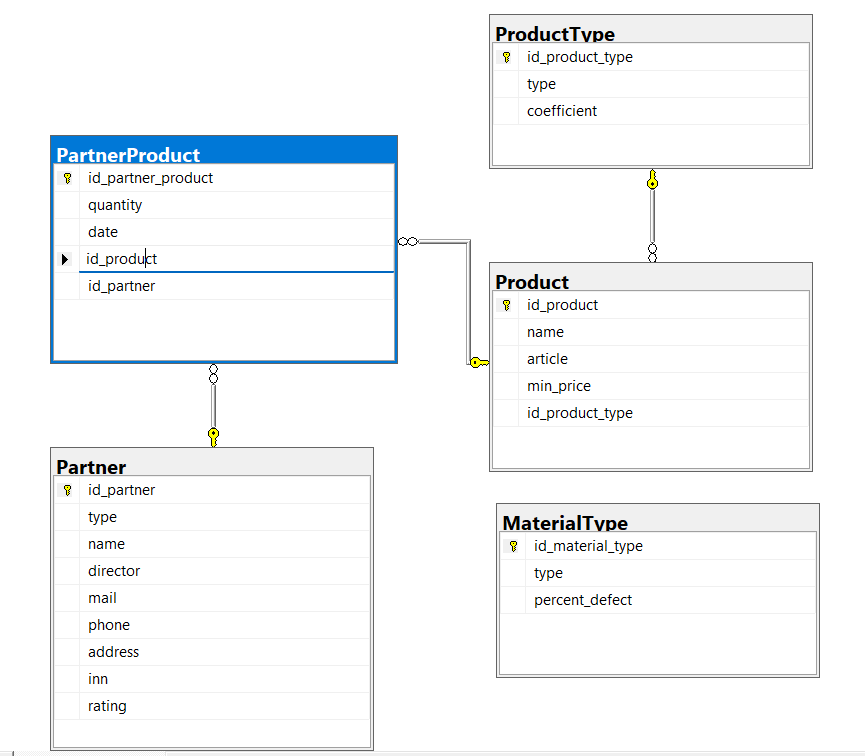 ProductType
id_product_type
type
coefficient
PartnerProduct
id_partner_product
quantity
date
id_product
id_partner
Product
id_product
name
article
min_price
id_product_type
Partner
id_partner
type
name
director
mail
phone
address
inn
rating
MaterialType
id_material_type
type
percent_defect